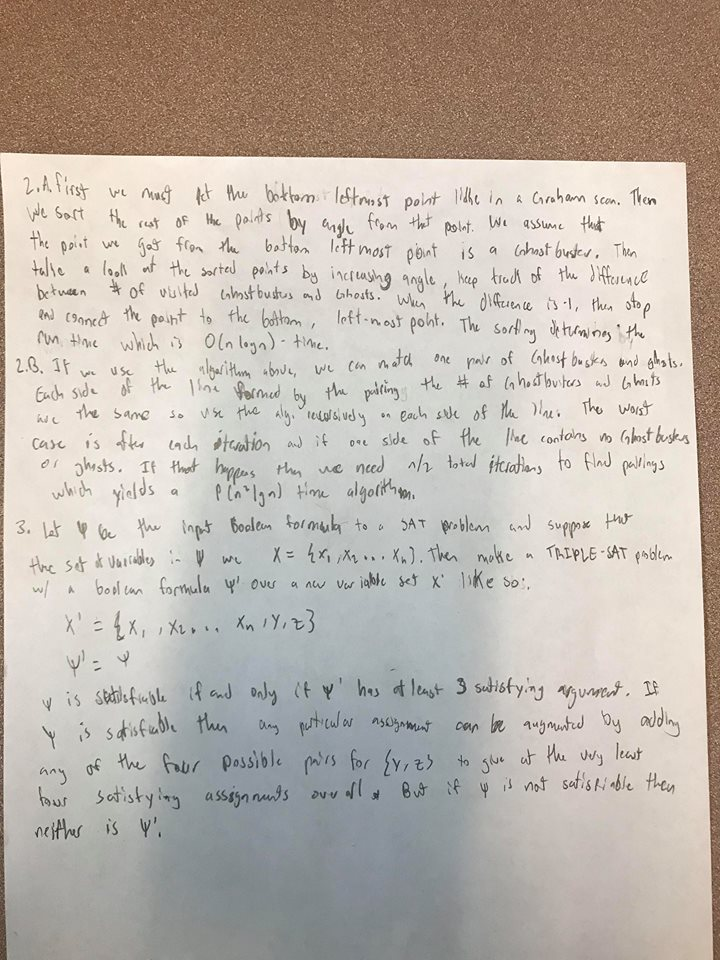 2.A. first we must get the bottom leftmost point like in a Graham scan. Then
we sort the rest of the points by angle from that point. We assume that
the point we got from the bottom left most point is a Ghostbuster. Then
take a look at the sorted points by increasing angle, keep track of the difference
between # of visited Ghostbusters and Ghosts. When the difference is -1, then stop
and connect the point to the bottom, left-most point. The sorting determines the
run time which is O(n logn)-time.
2.B. If we use the algorithm above, we can match one pair of Ghostbusters and ghosts.
Each side of the line formed by the pairing the # of Ghostbusters and Ghosts
are the same so use the alg. recursively on each side of the line. The worst
case is after each iteration and if one side of the line contains no Ghostbusters
or ghosts. If that happens then we need n/2 total iterations to find pairings
which yields a P(n²lgn) time algorithm.
3. Let Ψ be the input Boolean formula to a SAT problem and suppose that
the set of variables in Ψ are X = {x₁, x₂... xₙ}. Then make a TRIPLE-SAT problem
w/ a boolean formula Ψ' over a new variable set X' like so:.
X' = {x₁, x₂... xₙ, y, z}
Ψ' = Ψ
Ψ is satisfiable if and only if Ψ' has at least 3 satisfying argument. If
Ψ is satisfiable then any particular assignment can be augmented by adding
any of the four possible pairs for {y, z} to give at the very least
four satisfying assignments overall. But if Ψ is not satisfiable then
neither is Ψ'.